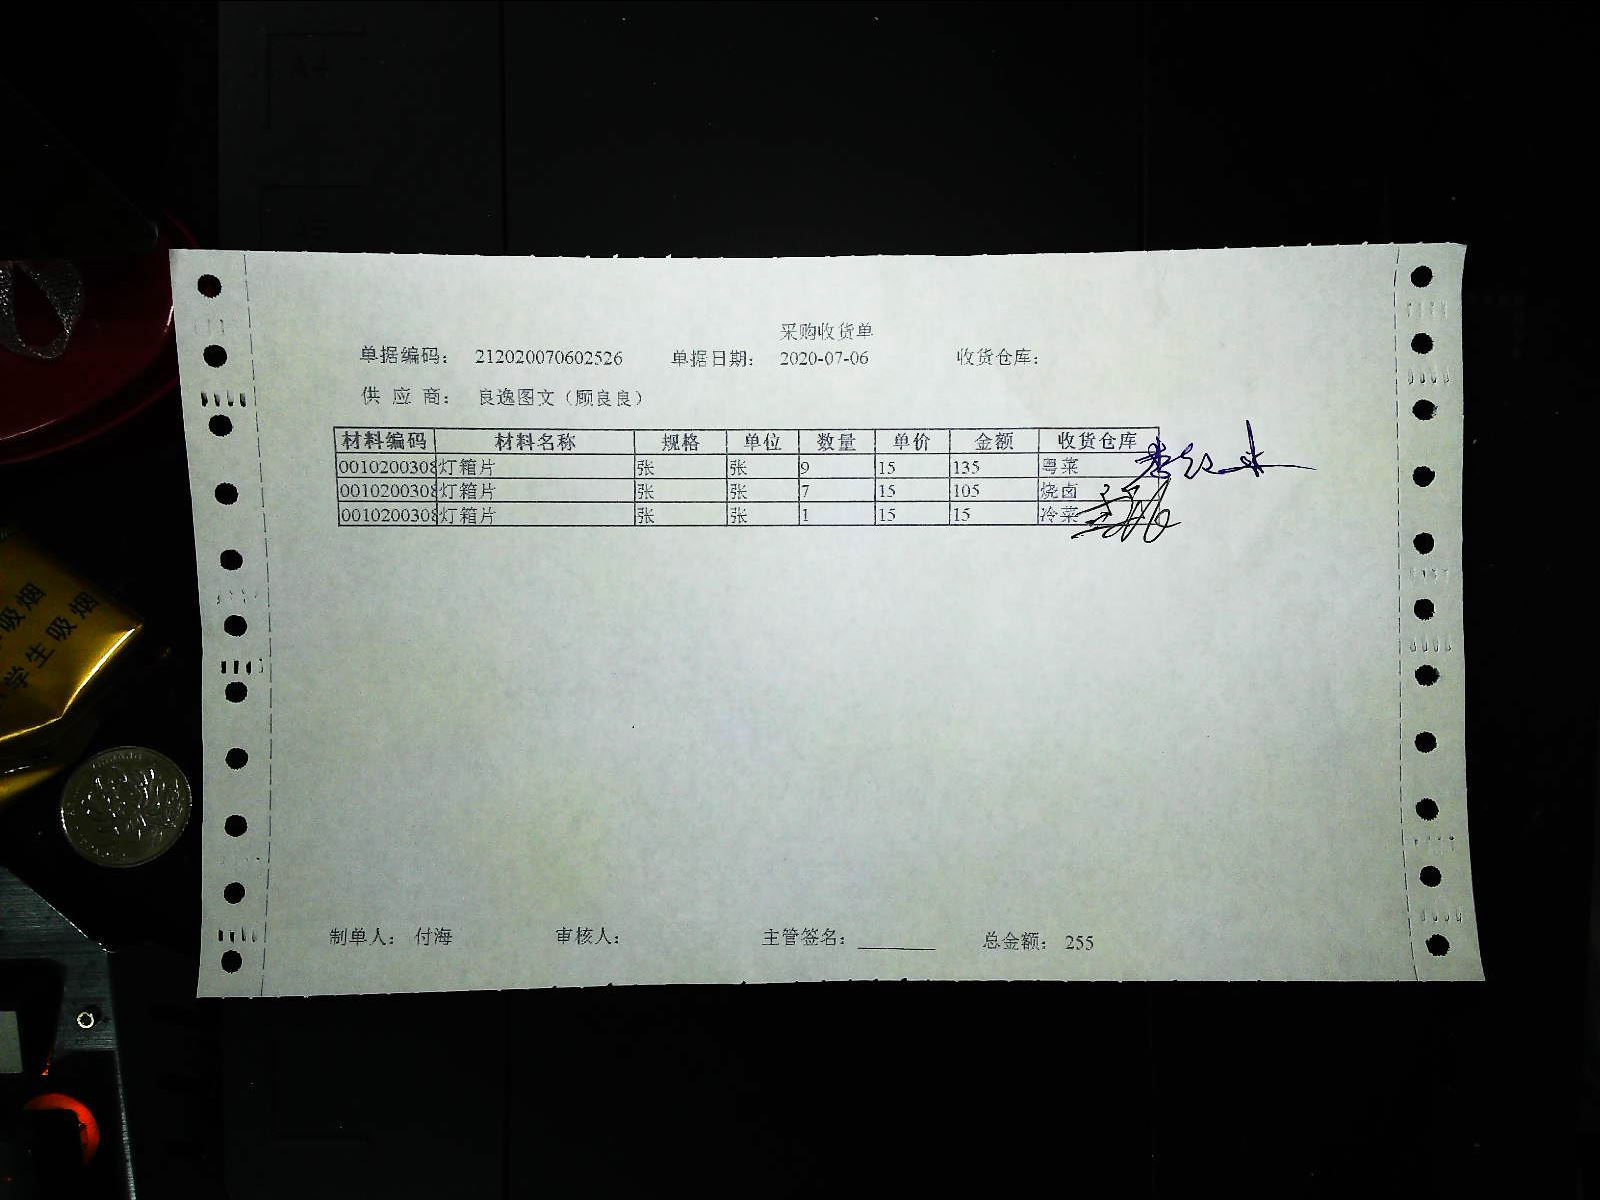 采购收货单
单据编码： 212020070602526 单据日期： 2020-07-06 收货仓库：
供 应 商： 良逸图文（顾良良）
材料编码 材料名称 规格 单位 数量 单价 金额 收货仓库
0010200308 灯箱片 张 张 9 15 135 粤菜
0010200308 灯箱片 张 张 7 15 105 烧卤
0010200308 灯箱片 张 张 1 15 15 冷菜
制单人： 付海 审核人： 主管签名： 总金额： 255
吸烟
学生吸烟